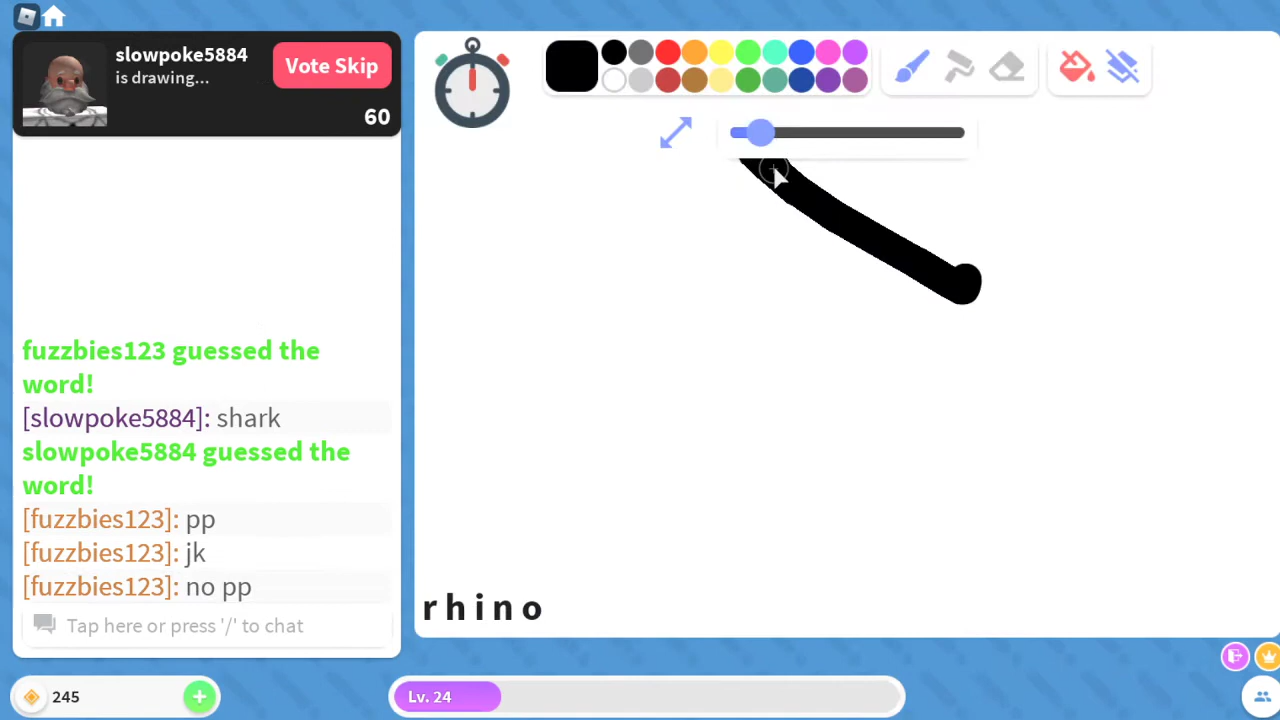 slowpoke5884
is drawing...
Vote Skip
60
fuzzbies123 guessed the
word!
[slowpoke5884]: shark
slowpoke5884 guessed the
word!
[fuzzbies123]: pp
[fuzzbies123]: jk
[fuzzbies123]: no pp
Tap here or press '/' to chat
rhino
245
Lv. 24